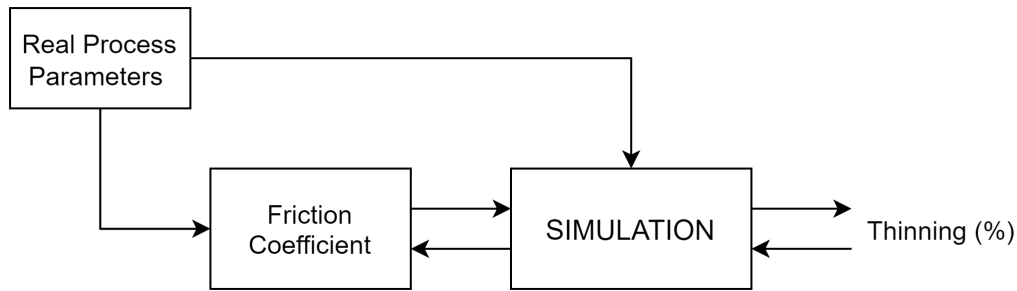 Real Process
Parameters
Friction
Coefficient
SIMULATION
Thinning (%)